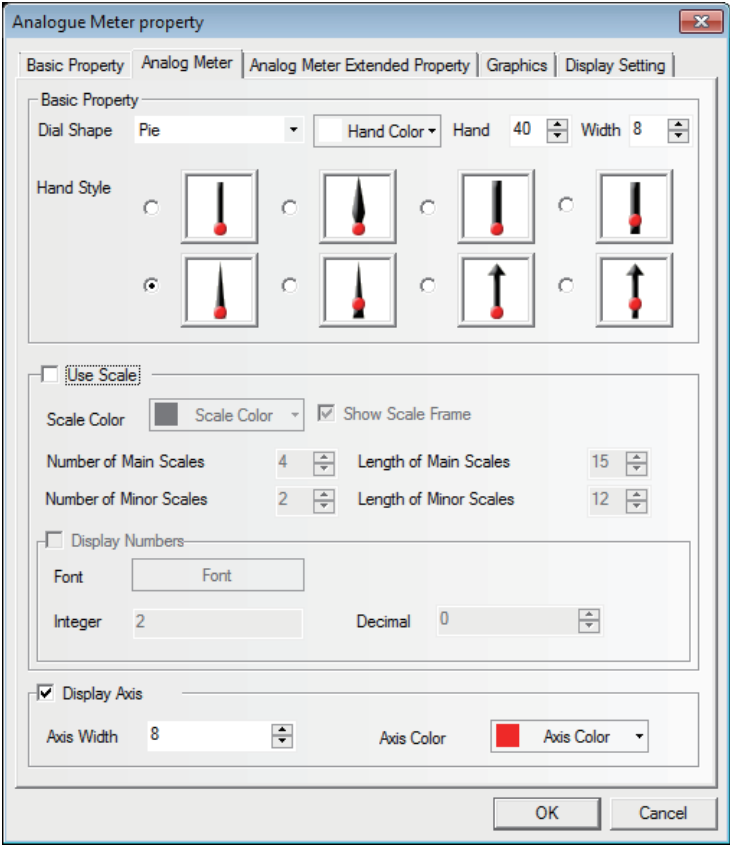 Analogue Meter property
Basic Property Analog Meter Analog Meter Extended Property Graphics Display Setting
Basic Property
Dial Shape Pie Hand Color Hand 40 Width 8
Hand Style
Use Scale
Scale Color Scale Color Show Scale Frame
Number of Main Scales 4 Length of Main Scales 15
Number of Minor Scales 2 Length of Minor Scales 12
Display Numbers
Font Font
Integer 2 Decimal 0
Display Axis
Axis Width 8 Axis Color Axis Color
OK Cancel